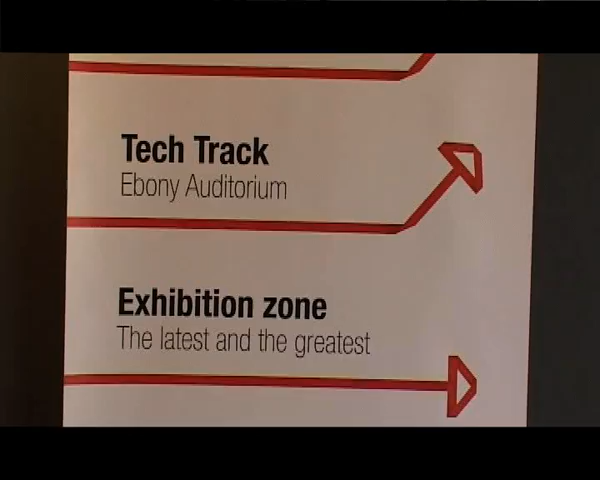 Tech Track
Ebony Auditorium
Exhibition zone
The latest and the greatest